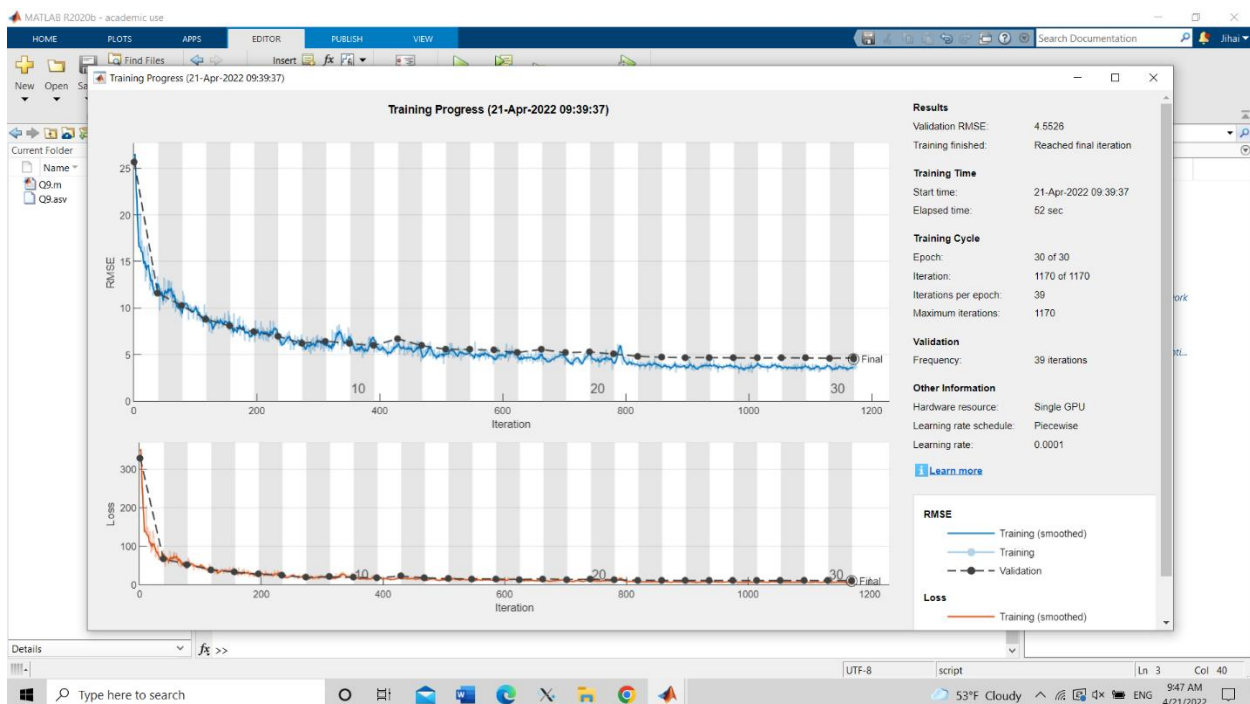 MATLAB R2020b - academic use
HOME PLOTS APPS EDITOR PUBLISH VIEW
Search Documentation
Jihai
Find Files Insert fx
New Open
Training Progress (21-Apr-2022 09:39:37)
Current Folder
Name
Q9.m
Q9.asv
Training Progress (21-Apr-2022 09:39:37)
RMSE
25
20
15
10
5
0
10 20 30
Final
0 200 400 600 800 1000 1200
Iteration
Loss
300
200
100
0
10 20 30
Final
0 200 400 600 800 1000 1200
Iteration
Results
Validation RMSE: 4.5526
Training finished: Reached final iteration
Training Time
Start time: 21-Apr-2022 09:39:37
Elapsed time: 52 sec
Training Cycle
Epoch: 30 of 30
Iteration: 1170 of 1170
Iterations per epoch: 39
Maximum iterations: 1170
Validation
Frequency: 39 iterations
Other Information
Hardware resource: Single GPU
Learning rate schedule: Piecewise
Learning rate: 0.0001
Learn more
RMSE
Training (smoothed)
Training
Validation
Loss
Training (smoothed)
Details
fx >>
UTF-8 script Ln 3 Col 40
Type here to search
53°F Cloudy ENG
9:47 AM
4/21/2022